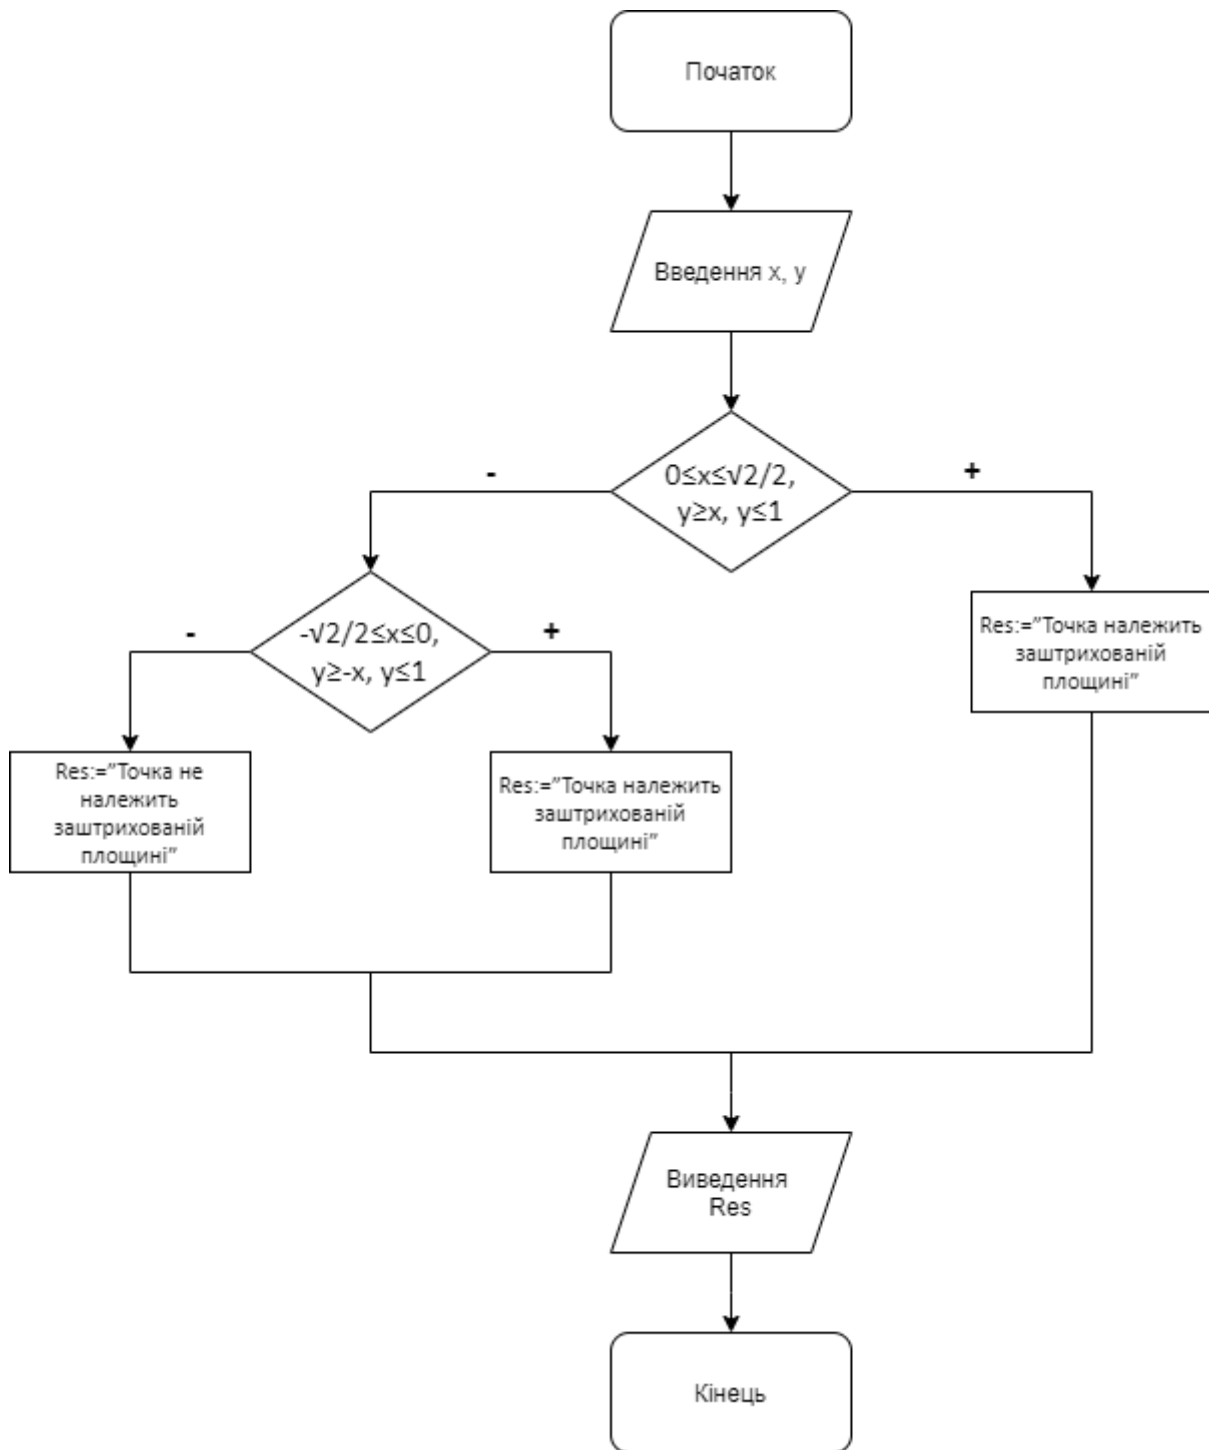 Початок
Введення x, y
-
0≤x≤√2/2,
y≥x, y≤1
+
-
-√2/2≤x≤0,
y≥-x, y≤1
+
Res:="Точка належить
заштрихованій
площині"
Res:="Точка не
належить
заштрихованій
площині"
Res:="Точка належить
заштрихованій
площині"
Виведення
Res
Кінець